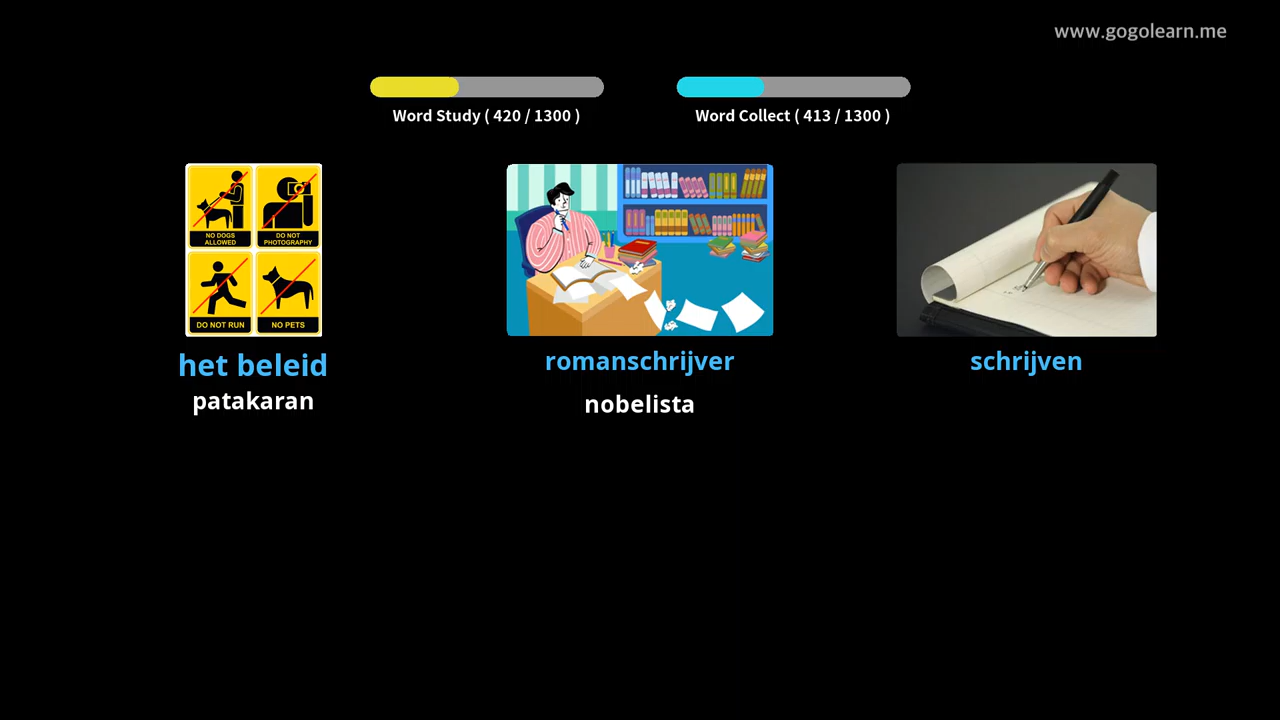 www.gogolearn.me
Word Study ( 420 / 1300 )
Word Collect ( 413 / 1300 )
NO DOGS
ALLOWED
DO NOT
PHOTOGRAPHY
DO NOT RUN
NO PETS
het beleid
patakaran
romanschrijver
nobelista
schrijven